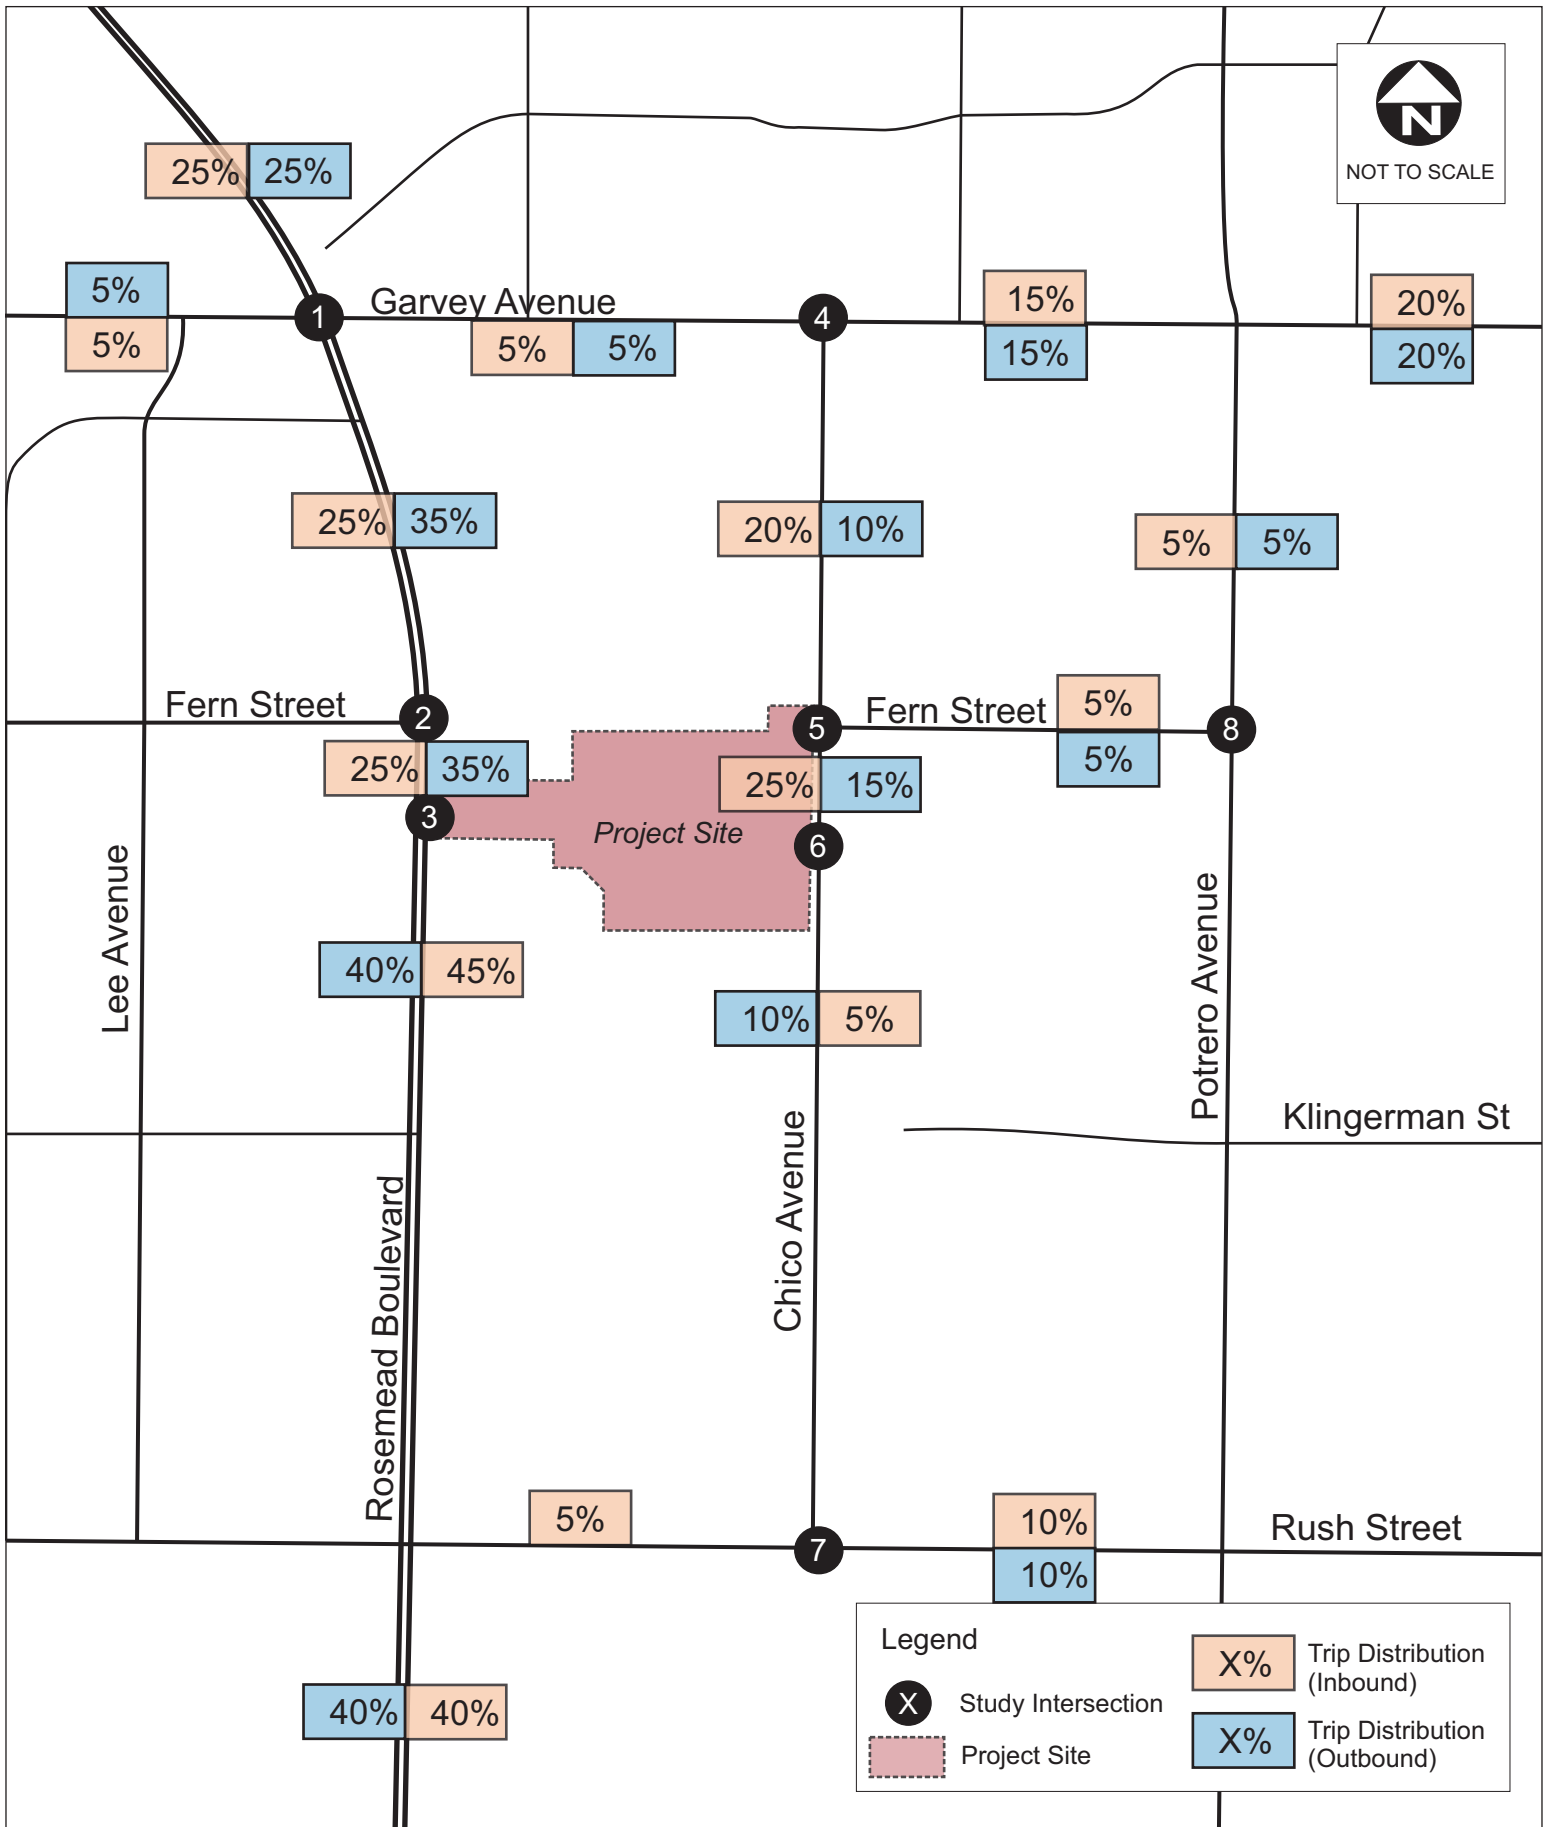 N
NOT TO SCALE
25% 25%
5%
5%
1
Garvey Avenue
5% 5%
4
15%
15%
20%
20%
25% 35%
20% 10%
5% 5%
Fern Street
2
5
Fern Street
5%
5%
8
25% 35%
25% 15%
3
Project Site
6
Lee Avenue
40% 45%
10% 5%
Potrero Avenue
Klingerman St
Chico Avenue
Rosemead Boulevard
5%
7
10%
10%
Rush Street
40% 40%
Legend
X
Study Intersection
Project Site
X%
Trip Distribution
(Inbound)
X%
Trip Distribution
(Outbound)